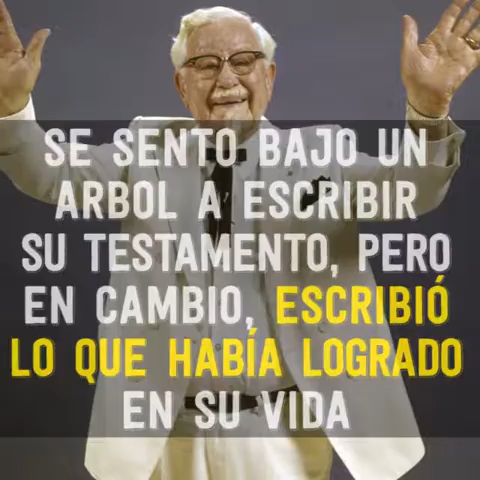 SE SENTO BAJO UN
ARBOL A ESCRIBIR
SU TESTAMENTO, PERO
EN CAMBIO, ESCRIBIÓ
LO QUE HABÍA LOGRADO
EN SU VIDA